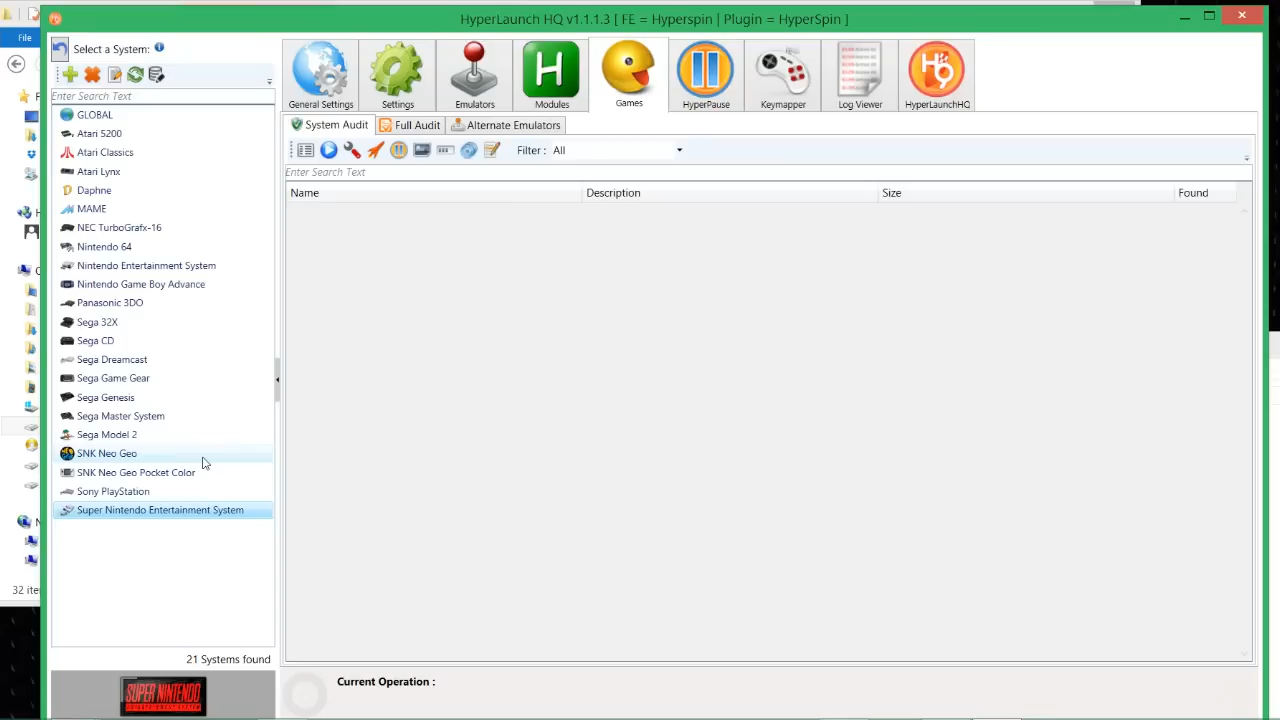 HyperLaunch HQ v1.1.1.3 [ FE = Hyperspin | Plugin = HyperSpin ]
File
Select a System:
General Settings
Settings
Emulators
Modules
Games
HyperPause
Keymapper
Log Viewer
HyperLaunchHQ
Enter Search Text
GLOBAL
Atari 5200
Atari Classics
Atari Lynx
Daphne
MAME
NEC TurboGrafx-16
Nintendo 64
Nintendo Entertainment System
Nintendo Game Boy Advance
Panasonic 3DO
Sega 32X
Sega CD
Sega Dreamcast
Sega Game Gear
Sega Genesis
Sega Master System
Sega Model 2
SNK Neo Geo
SNK Neo Geo Pocket Color
Sony PlayStation
Super Nintendo Entertainment System
21 Systems found
SUPER NINTENDO
System Audit
Full Audit
Alternate Emulators
Filter : All
Enter Search Text
Name Description Size Found
Current Operation :